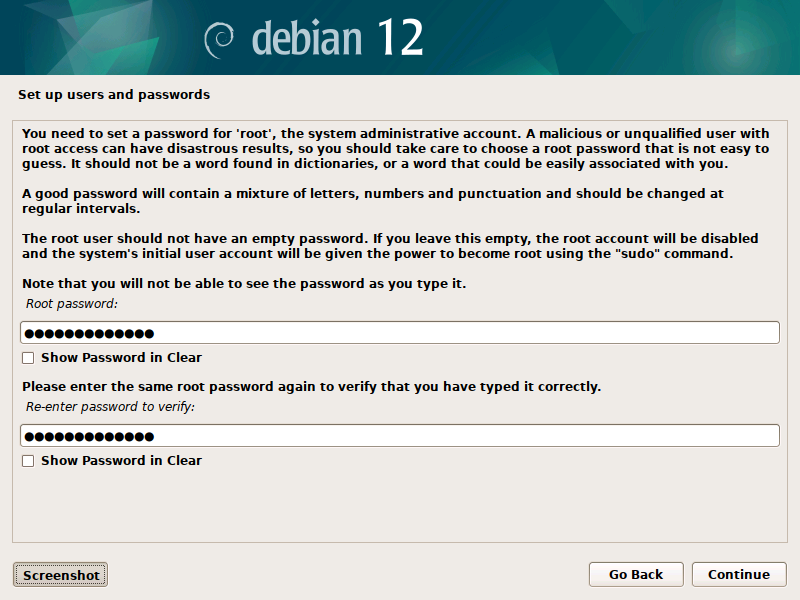 debian 12
Set up users and passwords
You need to set a password for 'root', the system administrative account. A malicious or unqualified user with
root access can have disastrous results, so you should take care to choose a root password that is not easy to
guess. It should not be a word found in dictionaries, or a word that could be easily associated with you.
A good password will contain a mixture of letters, numbers and punctuation and should be changed at
regular intervals.
The root user should not have an empty password. If you leave this empty, the root account will be disabled
and the system's initial user account will be given the power to become root using the "sudo" command.
Note that you will not be able to see the password as you type it.
Root password:
●●●●●●●●●●●●●
Show Password in Clear
Please enter the same root password again to verify that you have typed it correctly.
Re-enter password to verify:
●●●●●●●●●●●●●
Show Password in Clear
Screenshot
Go Back
Continue